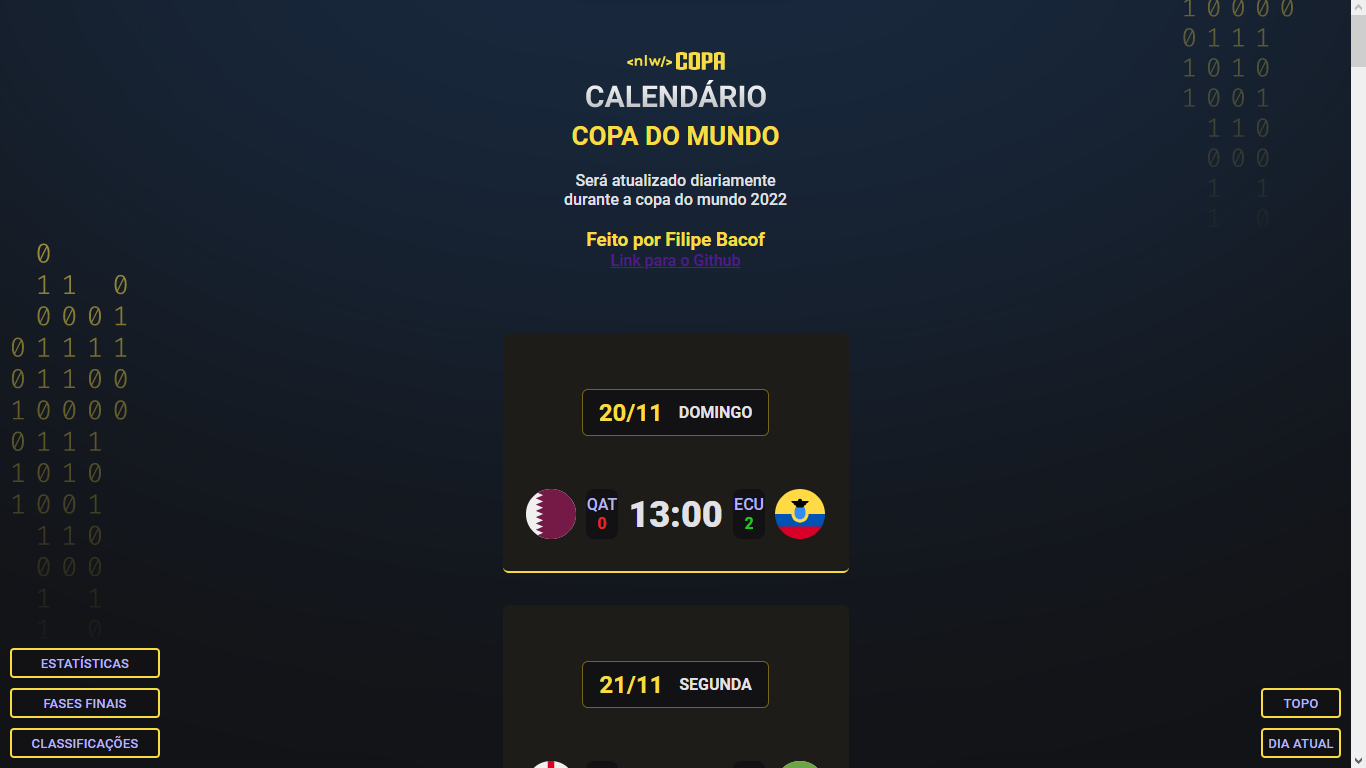 <nlw/> COPA
CALENDÁRIO
COPA DO MUNDO
Será atualizado diariamente
durante a copa do mundo 2022
Feito por Filipe Bacof
Link para o Github
1 0 0 0 0
0 1 1 1
1 0 1 0
1 0 0 1
1 1 0
0 0 0
1 1
1 0
0
1 1 0
0 0 0 1
0 1 1 1 1
0 1 1 0 0
1 0 0 0 0
0 1 1 1
1 0 1 0
1 0 0 1
1 1 0
0 0 0
1 1
1 0
20/11 DOMINGO
QAT 13:00 ECU
0 2
21/11 SEGUNDA
ESTATÍSTICAS
FASES FINAIS
CLASSIFICAÇÕES
TOPO
DIA ATUAL